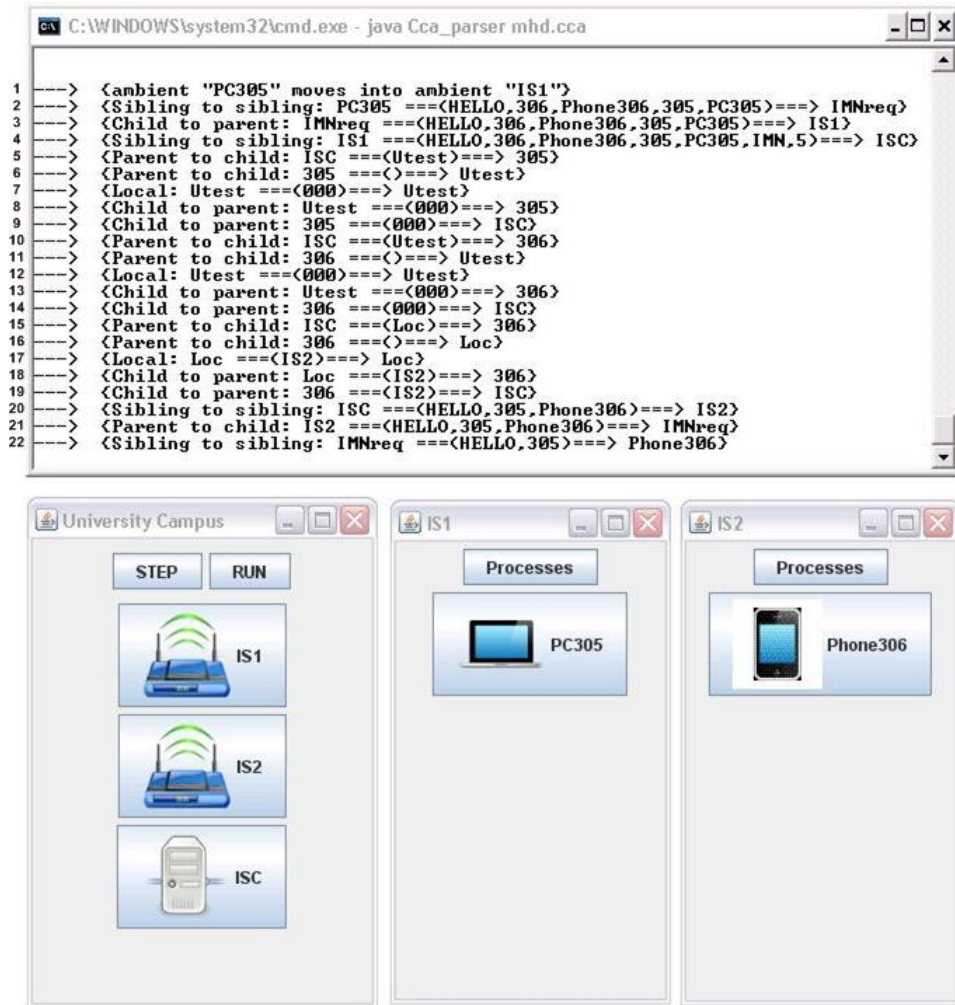 C:\WINDOWS\system32\cmd.exe - java Cca_parser mhd.cca
1 ---> {ambient "PC305" moves into ambient "IS1"}
2 ---> {Sibling to sibling: PC305 ===(HELLO,306,Phone306,305,PC305)===> IMNreq}
3 ---> {Child to parent: IMNreq ===(HELLO,306,Phone306,305,PC305)===> IS1}
4 ---> {Sibling to sibling: IS1 ===(HELLO,306,Phone306,305,PC305,IMN,5)===> ISC}
5 ---> {Parent to child: ISC ===(Utest)===> 305}
6 ---> {Parent to child: 305 ===()===> Utest}
7 ---> {Local: Utest ===(000)===> Utest}
8 ---> {Child to parent: Utest ===(000)===> 305}
9 ---> {Child to parent: 305 ===(000)===> ISC}
10 ---> {Parent to child: ISC ===(Utest)===> 306}
11 ---> {Parent to child: 306 ===()===> Utest}
12 ---> {Local: Utest ===(000)===> Utest}
13 ---> {Child to parent: Utest ===(000)===> 306}
14 ---> {Child to parent: 306 ===(000)===> ISC}
15 ---> {Parent to child: ISC ===(Loc)===> 306}
16 ---> {Parent to child: 306 ===()===> Loc}
17 ---> {Local: Loc ===(IS2)===> Loc}
18 ---> {Child to parent: Loc ===(IS2)===> 306}
19 ---> {Child to parent: 306 ===(IS2)===> ISC}
20 ---> {Sibling to sibling: ISC ===(HELLO,305,Phone306)===> IS2}
21 ---> {Parent to child: IS2 ===(HELLO,305,Phone306)===> IMNreq}
22 ---> {Sibling to sibling: IMNreq ===(HELLO,305)===> Phone306}
University Campus
STEP RUN
IS1
IS2
ISC
IS1
Processes
PC305
IS2
Processes
Phone306